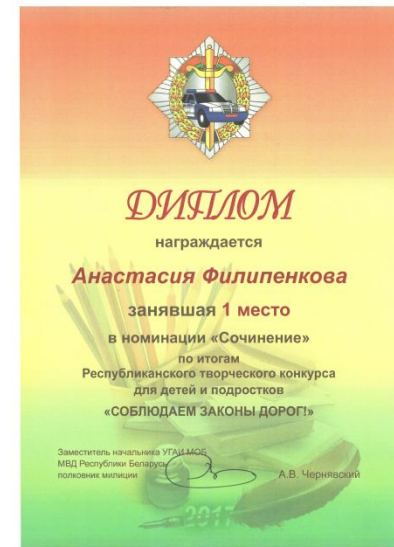 ДИПЛОМ
награждается
Анастасия Филипенкова
занявшая 1 место
в номинации «Сочинение»
по итогам
Республиканского творческого конкурса
для детей и подростков
«СОБЛЮДАЕМ ЗАКОНЫ ДОРОГ!»
Заместитель начальника УГАИ МОБ
МВД Республики Беларусь
полковник милиции А.В. Чернявский
2017